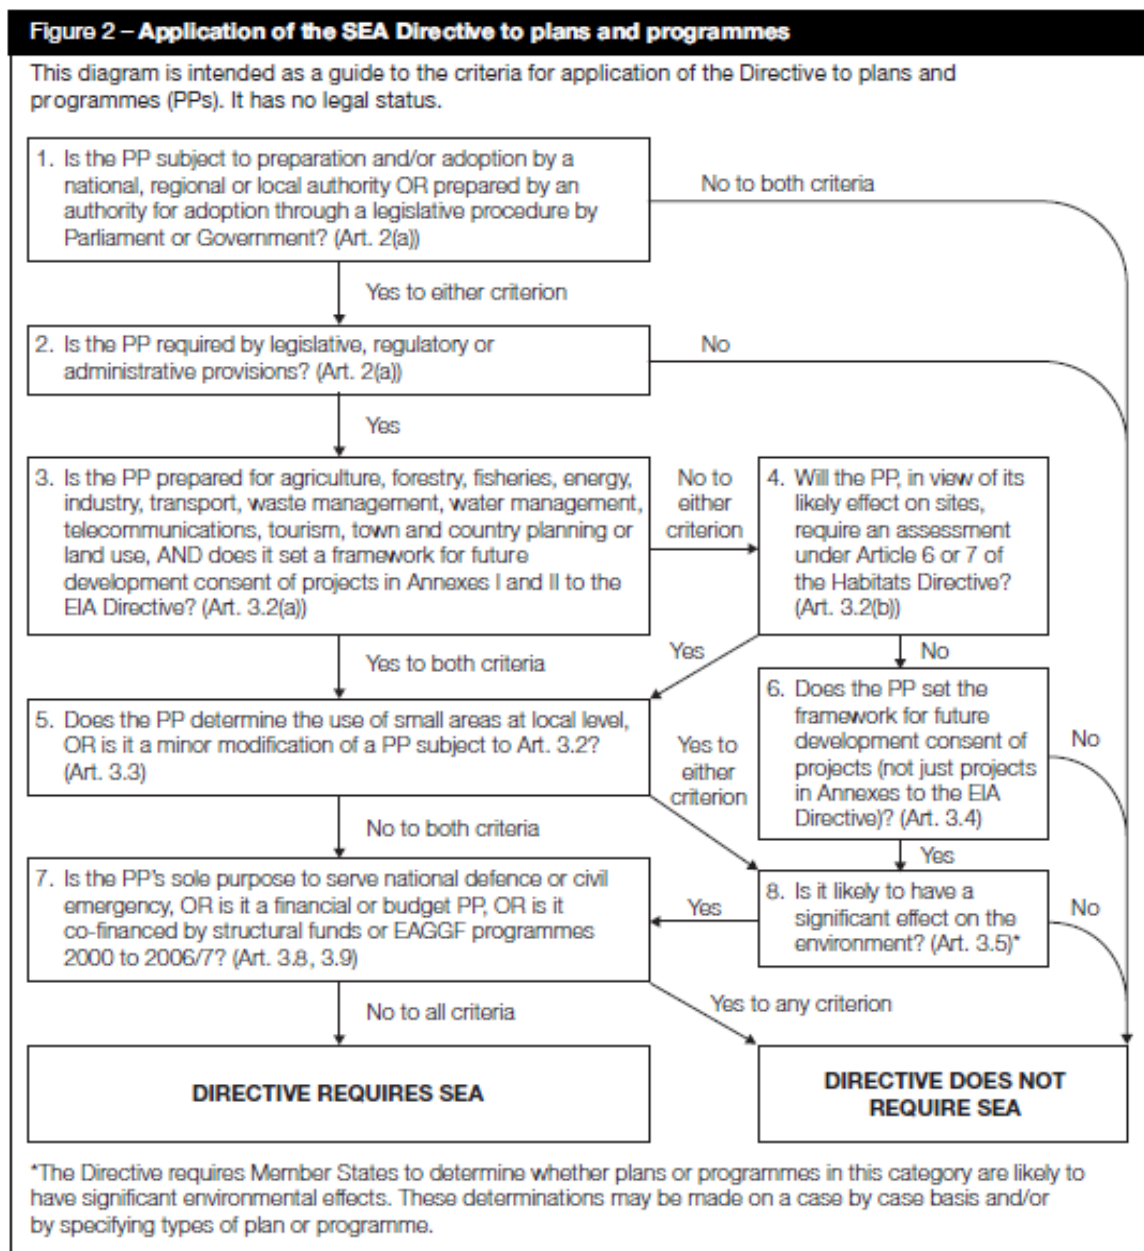 Figure 2 – Application of the SEA Directive to plans and programmes
This diagram is intended as a guide to the criteria for application of the Directive to plans and
programmes (PPs). It has no legal status.
1. Is the PP subject to preparation and/or adoption by a
national, regional or local authority OR prepared by an
authority for adoption through a legislative procedure by
Parliament or Government? (Art. 2(a))
No to both criteria
Yes to either criterion
2. Is the PP required by legislative, regulatory or
administrative provisions? (Art. 2(a))
No
Yes
3. Is the PP prepared for agriculture, forestry, fisheries, energy,
industry, transport, waste management, water management,
telecommunications, tourism, town and country planning or
land use, AND does it set a framework for future
development consent of projects in Annexes I and II to the
EIA Directive? (Art. 3.2(a))
No to
either
criterion
4. Will the PP, in view of its
likely effect on sites,
require an assessment
under Article 6 or 7 of
the Habitats Directive?
(Art. 3.2(b))
Yes to both criteria
Yes
No
5. Does the PP determine the use of small areas at local level,
OR is it a minor modification of a PP subject to Art. 3.2?
(Art. 3.3)
Yes to
either
criterion
6. Does the PP set the
framework for future
development consent of
projects (not just projects
in Annexes to the EIA
Directive)? (Art. 3.4)
No
No to both criteria
Yes
7. Is the PP's sole purpose to serve national defence or civil
emergency, OR is it a financial or budget PP, OR is it
co-financed by structural funds or EAGGF programmes
2000 to 2006/7? (Art. 3.8, 3.9)
Yes
8. Is it likely to have a
significant effect on the
environment? (Art. 3.5)*
No
No to all criteria
Yes to any criterion
DIRECTIVE REQUIRES SEA
DIRECTIVE DOES NOT
REQUIRE SEA
*The Directive requires Member States to determine whether plans or programmes in this category are likely to
have significant environmental effects. These determinations may be made on a case by case basis and/or
by specifying types of plan or programme.